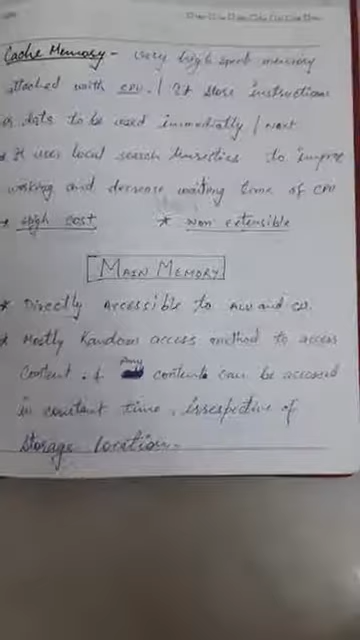 Cache Memory - very high speed memory
attached with CPU. / It store instructions
or data to be used immediately / next
* It uses local search to improve
working and decrease waiting time of CPU
* High cost * non extensible
MAIN MEMORY
* Directly accessible to ALU and CU.
* Mostly Random access method to access
content. & Any contents can be accessed
in constant time, irrespective of
storage location.